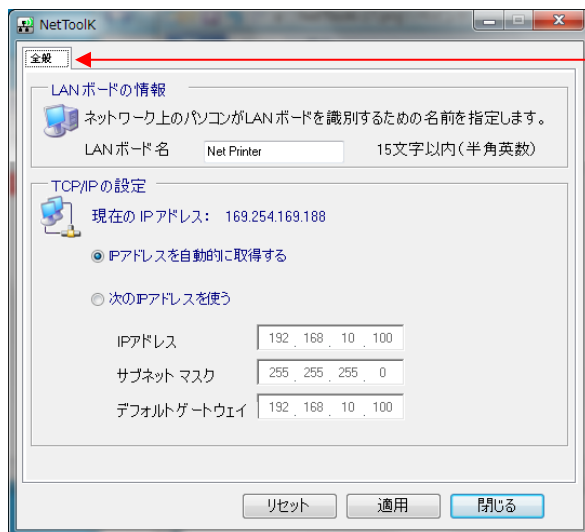 NetToolK
全般
LANボードの情報
ネットワーク上のパソコンがLANボードを識別するための名前を指定します。
LANボード名 Net Printer 15文字以内(半角英数)
TCP/IPの設定
現在のIPアドレス: 169.254.169.188
IPアドレスを自動的に取得する
次のIPアドレスを使う
IPアドレス 192 . 168 . 10 . 100
サブネット マスク 255 . 255 . 255 . 0
デフォルトゲートウェイ 192 . 168 . 10 . 100
リセット 適用 閉じる